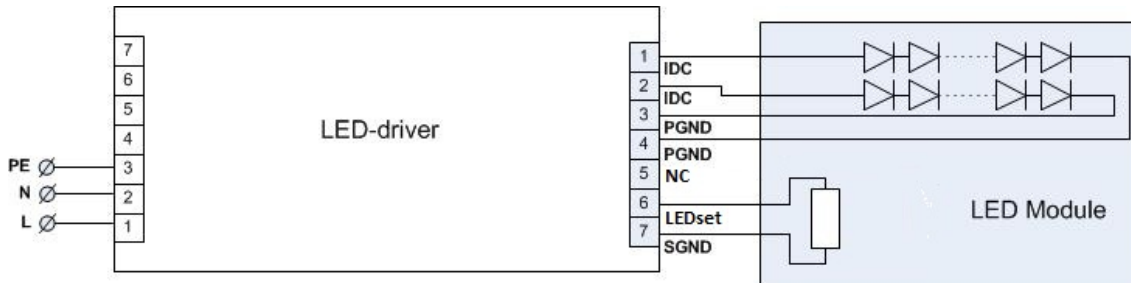 7
6
5
4
PE 3
N 2
L 1
LED-driver
1
IDC
2
IDC
3
PGND
4
PGND
5
NC
6
LEDset
7
SGND
LED Module